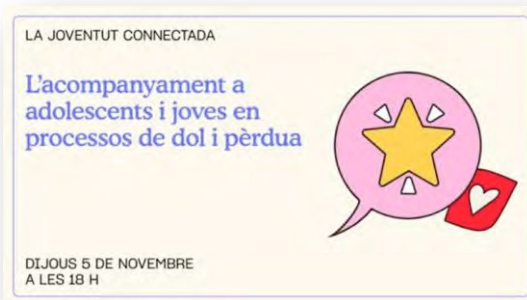 LA JOVENTUT CONNECTADA
L'acompanyament a
adolescents i joves en
processos de dol i pèrdua
DIJOUS 5 DE NOVEMBRE
A LES 18 H